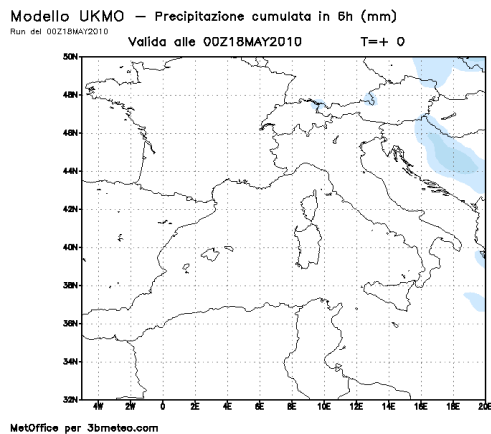 Modello UKMO – Precipitazione cumulata in 6h (mm)
Run del 00Z18MAY2010
Valida alle 00Z18MAY2010 T=+ 0
50N
48N
46N
44N
42N
40N
38N
36N
34N
32N
4W 2W 0 2E 4E 6E 8E 10E 12E 14E 16E 18E 20E
MetOffice per 3bmeteo.com